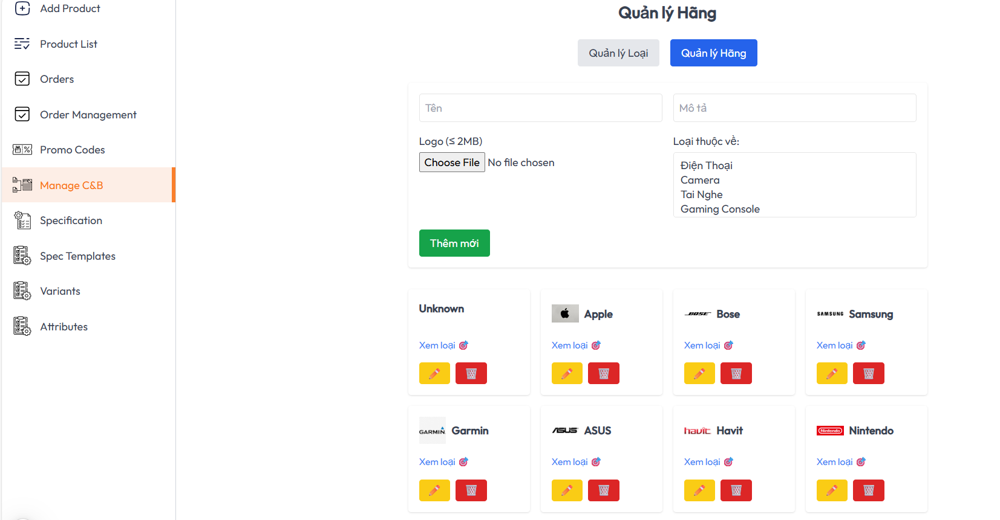 Add Product
Product List
Orders
Order Management
Promo Codes
Manage C&B
Specification
Spec Templates
Variants
Attributes
Quản lý Hãng
Quản lý Loại
Quản lý Hãng
Tên
Mô tả
Logo (≤ 2MB)
Choose File No file chosen
Loại thuộc về:
Điện Thoại
Camera
Tai Nghe
Gaming Console
Thêm mới
Unknown
Xem loại
Apple
Xem loại
BOSE Bose
Xem loại
SAMSUNG Samsung
Xem loại
GARMIN. Garmin
Xem loại
ASUS ASUS
Xem loại
havit Havit
Xem loại
Nintendo Nintendo
Xem loại